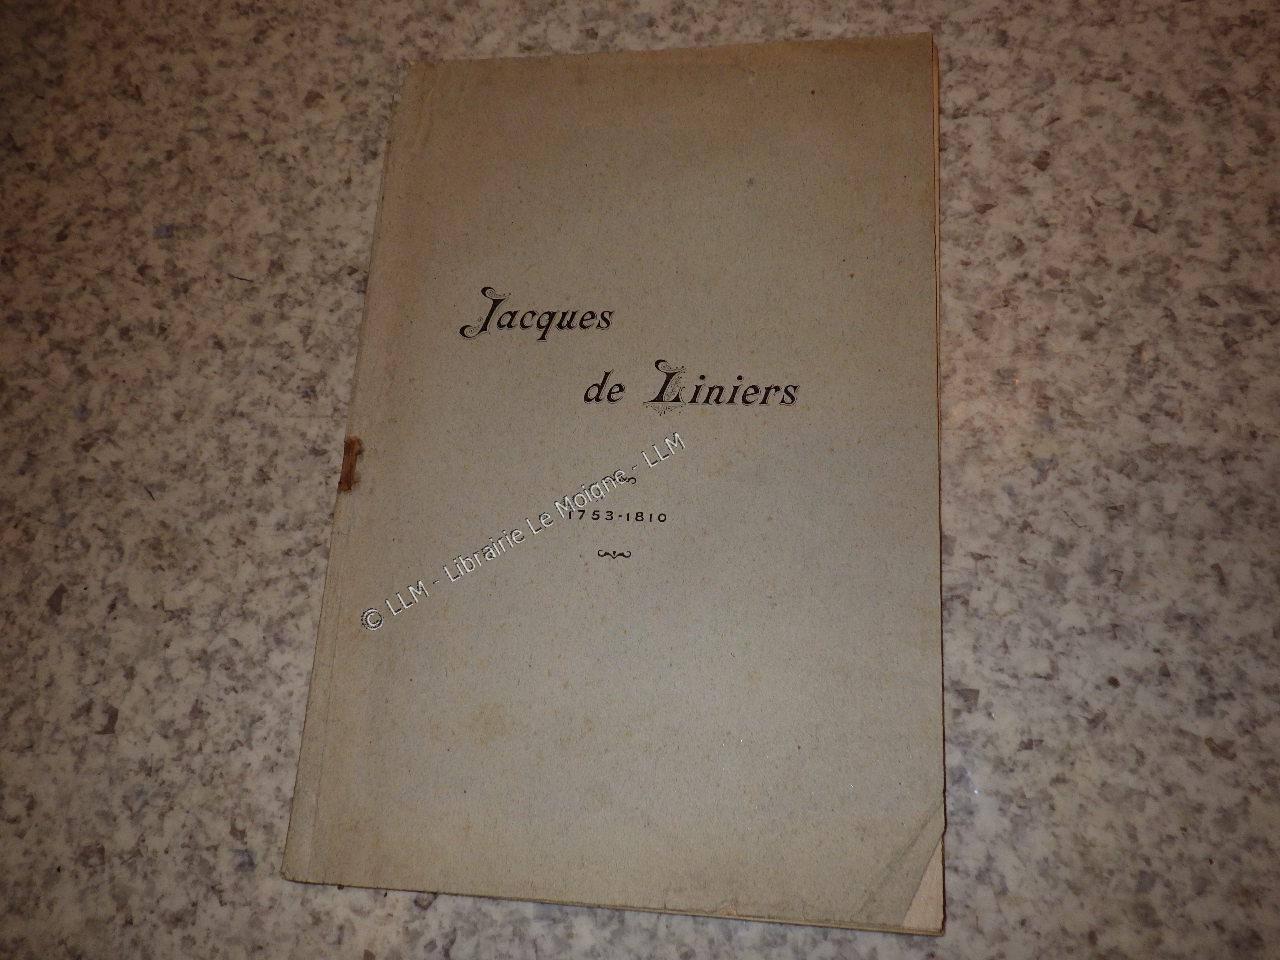 Jacques
de Liniers
1753-1810
© LLM - Librairie Le Moigne - LLM